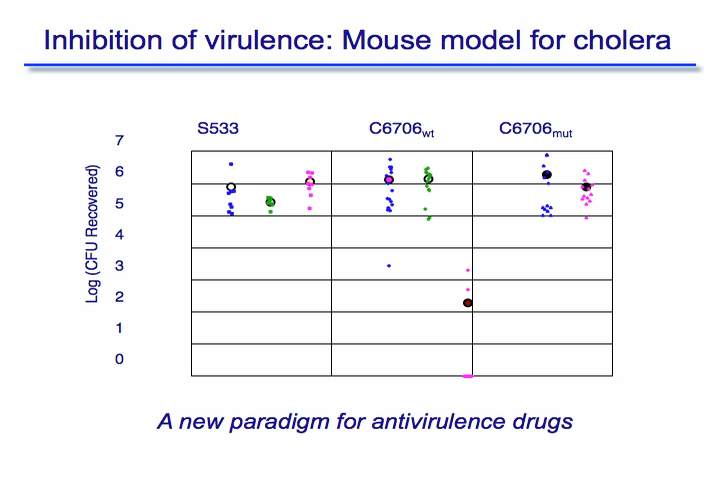 Inhibition of virulence: Mouse model for cholera
S533 C6706wt C6706mut
Log (CFU Recovered)
7
6
5
4
3
2
1
0
A new paradigm for antivirulence drugs